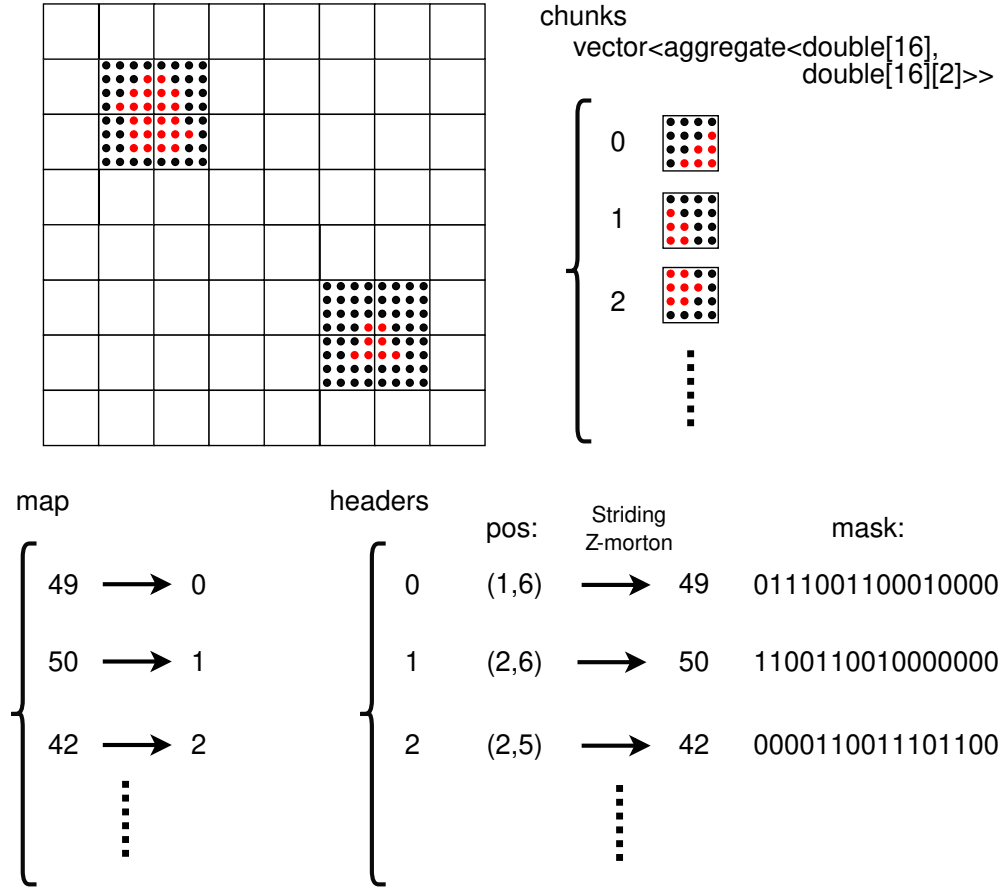 chunks
vector<aggregate<double[16],
double[16][2]>>
0
1
2
map
49 0
50 1
42 2
headers
pos: Striding Z-morton mask:
0 (1,6) 49 0111001100010000
1 (2,6) 50 1100110010000000
2 (2,5) 42 0000110011101100